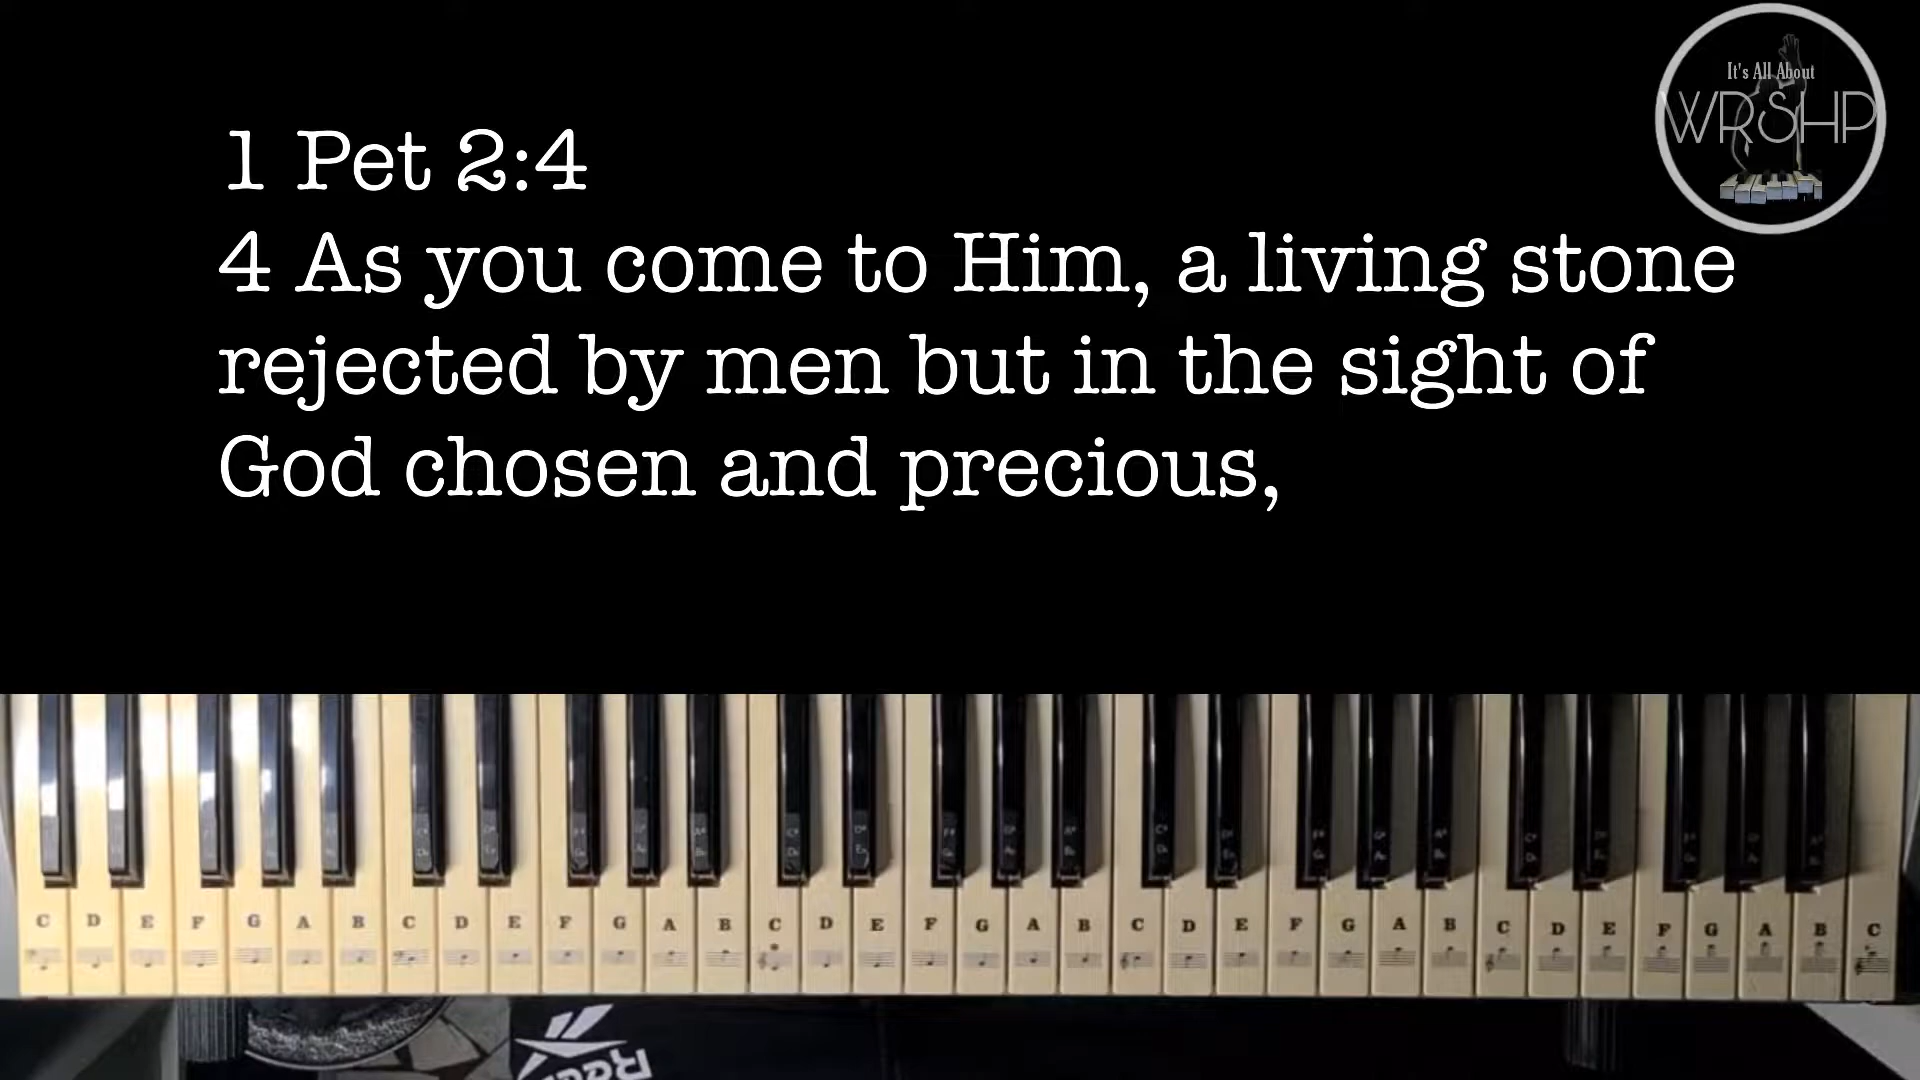 It's All About
WRSHP
1 Pet 2:4
4 As you come to Him, a living stone
rejected by men but in the sight of
God chosen and precious,
C D E F G A B C D E F G A B C D E F G A B C D E F G A B C D E F G A B C